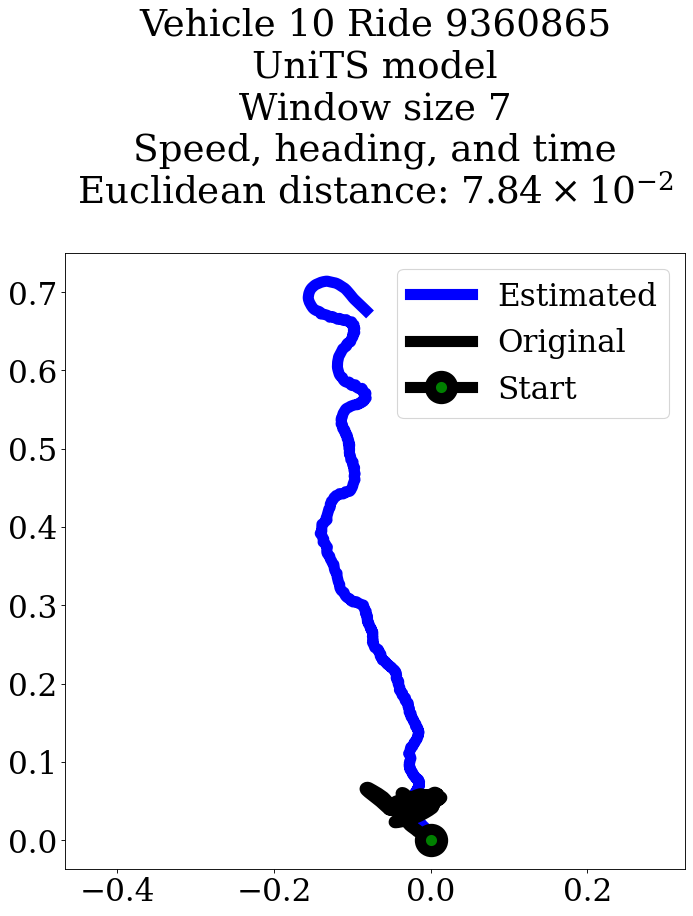 Vehicle 10 Ride 9360865
UniTS model
Window size 7
Speed, heading, and time
Euclidean distance: 7.84 × 10⁻²
Estimated
Original
Start
0.7
0.6
0.5
0.4
0.3
0.2
0.1
0.0
−0.4 −0.2 0.0 0.2